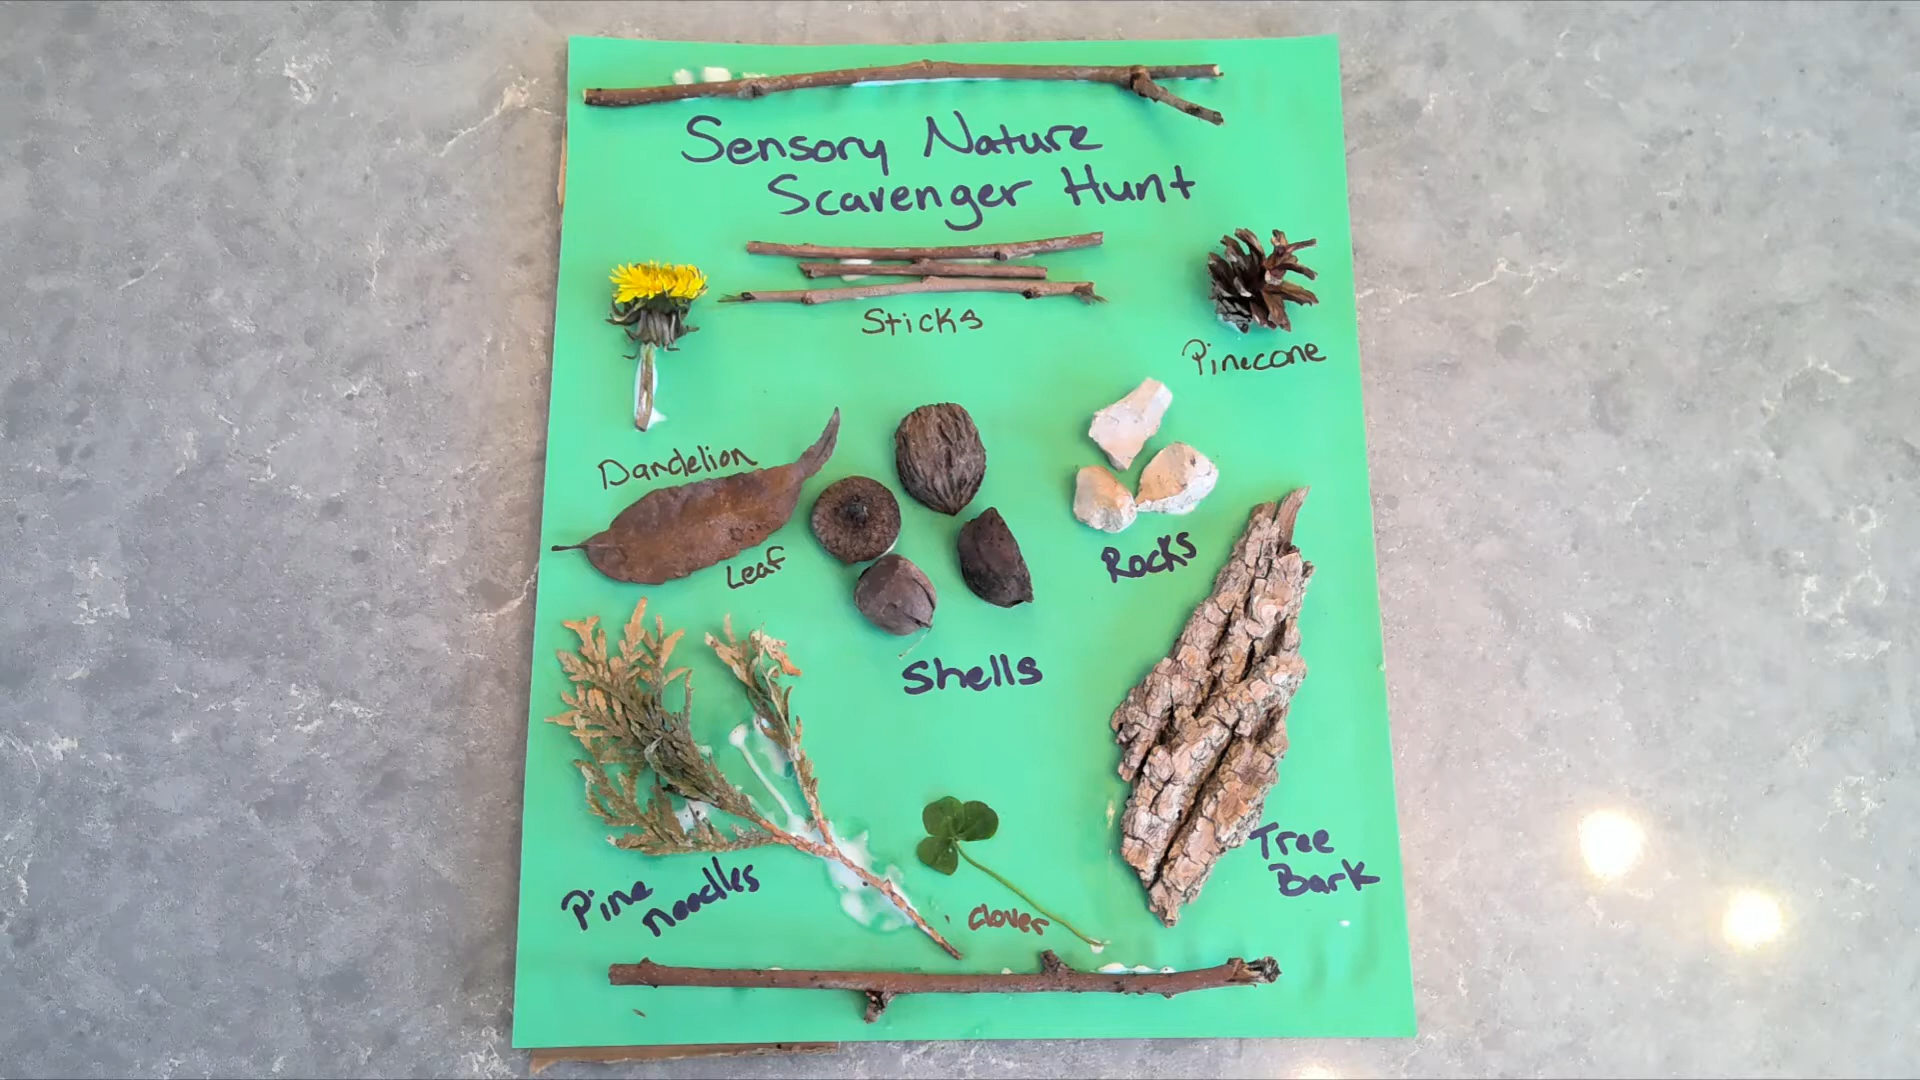 Sensory Nature
Scavenger Hunt
Sticks
Pinecone
Dandelion
Leaf
Rocks
Shells
Tree
Bark
Pine
needles
clover